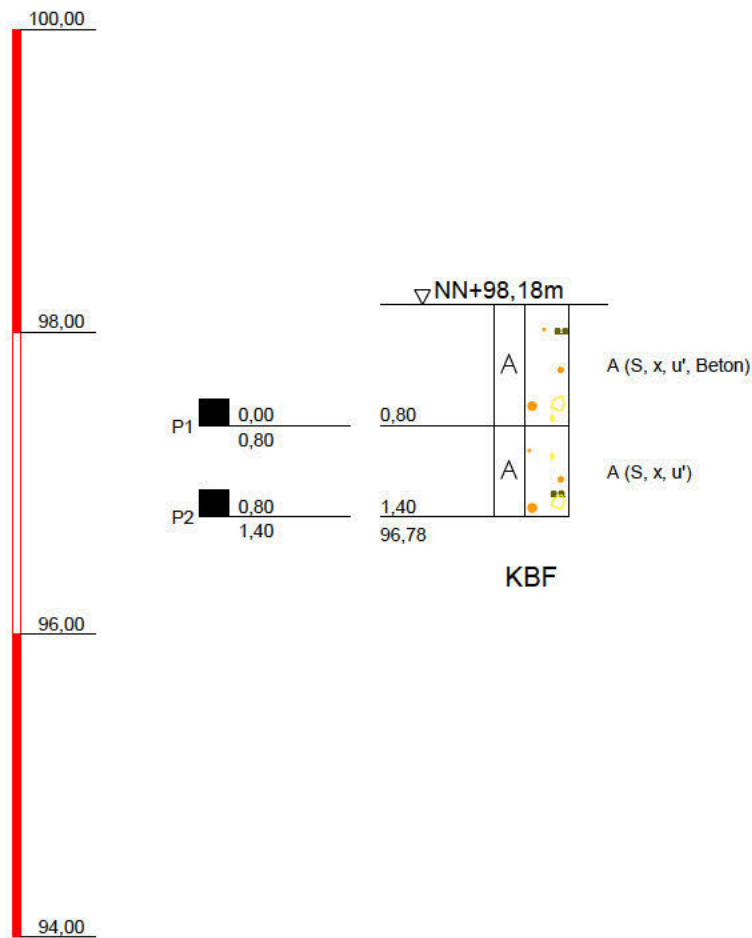 100,00
NN+98,18m
98,00
A
A (S, x, u', Beton)
P1
0,00
0,80
0,80
A
A (S, x, u')
P2
0,80
1,40
1,40
96,78
KBF
96,00
94,00